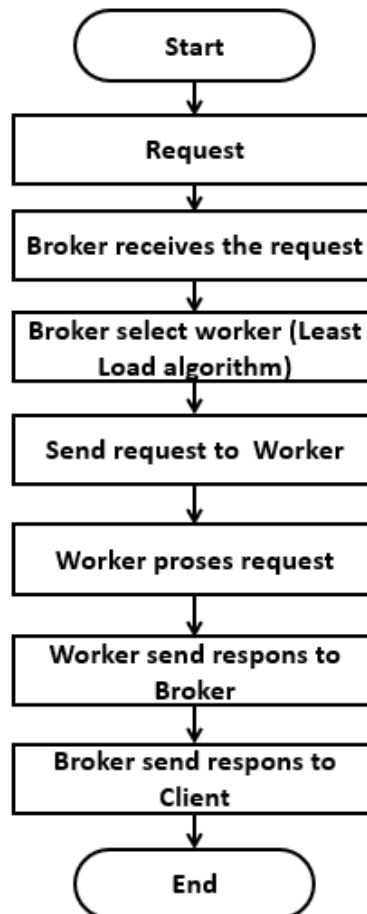 Start
Request
Broker receives the request
Broker select worker (Least
Load algorithm)
Send request to Worker
Worker proses request
Worker send respons to
Broker
Broker send respons to
Client
End